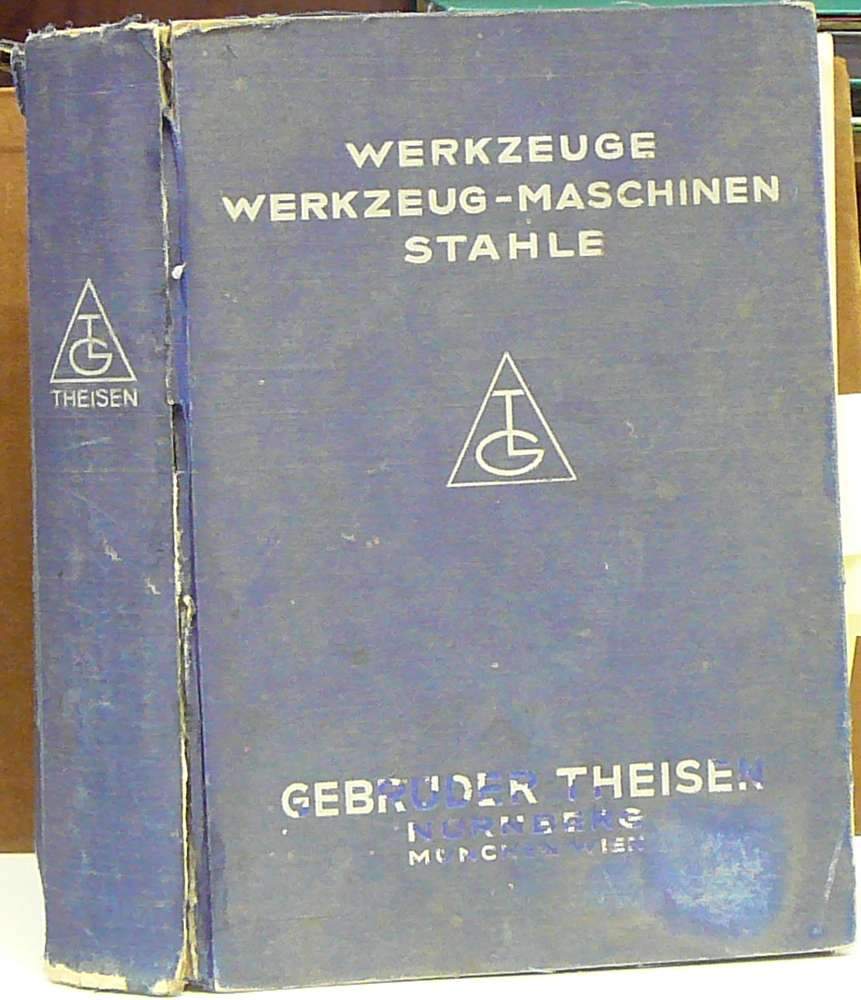 TG
THEISEN
WERKZEUGE
WERKZEUG-MASCHINEN
STAHLE
TG
GEBRÜDER THEISEN
NÜRNBERG
MÜNCHEN WIEN